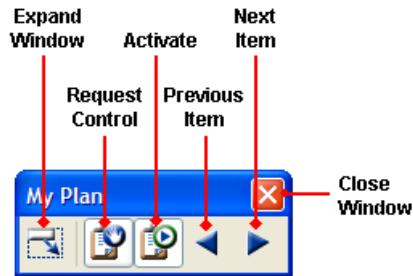 Expand
Window
Activate
Next
Item
Request
Control
Previous
Item
My Plan
Close
Window